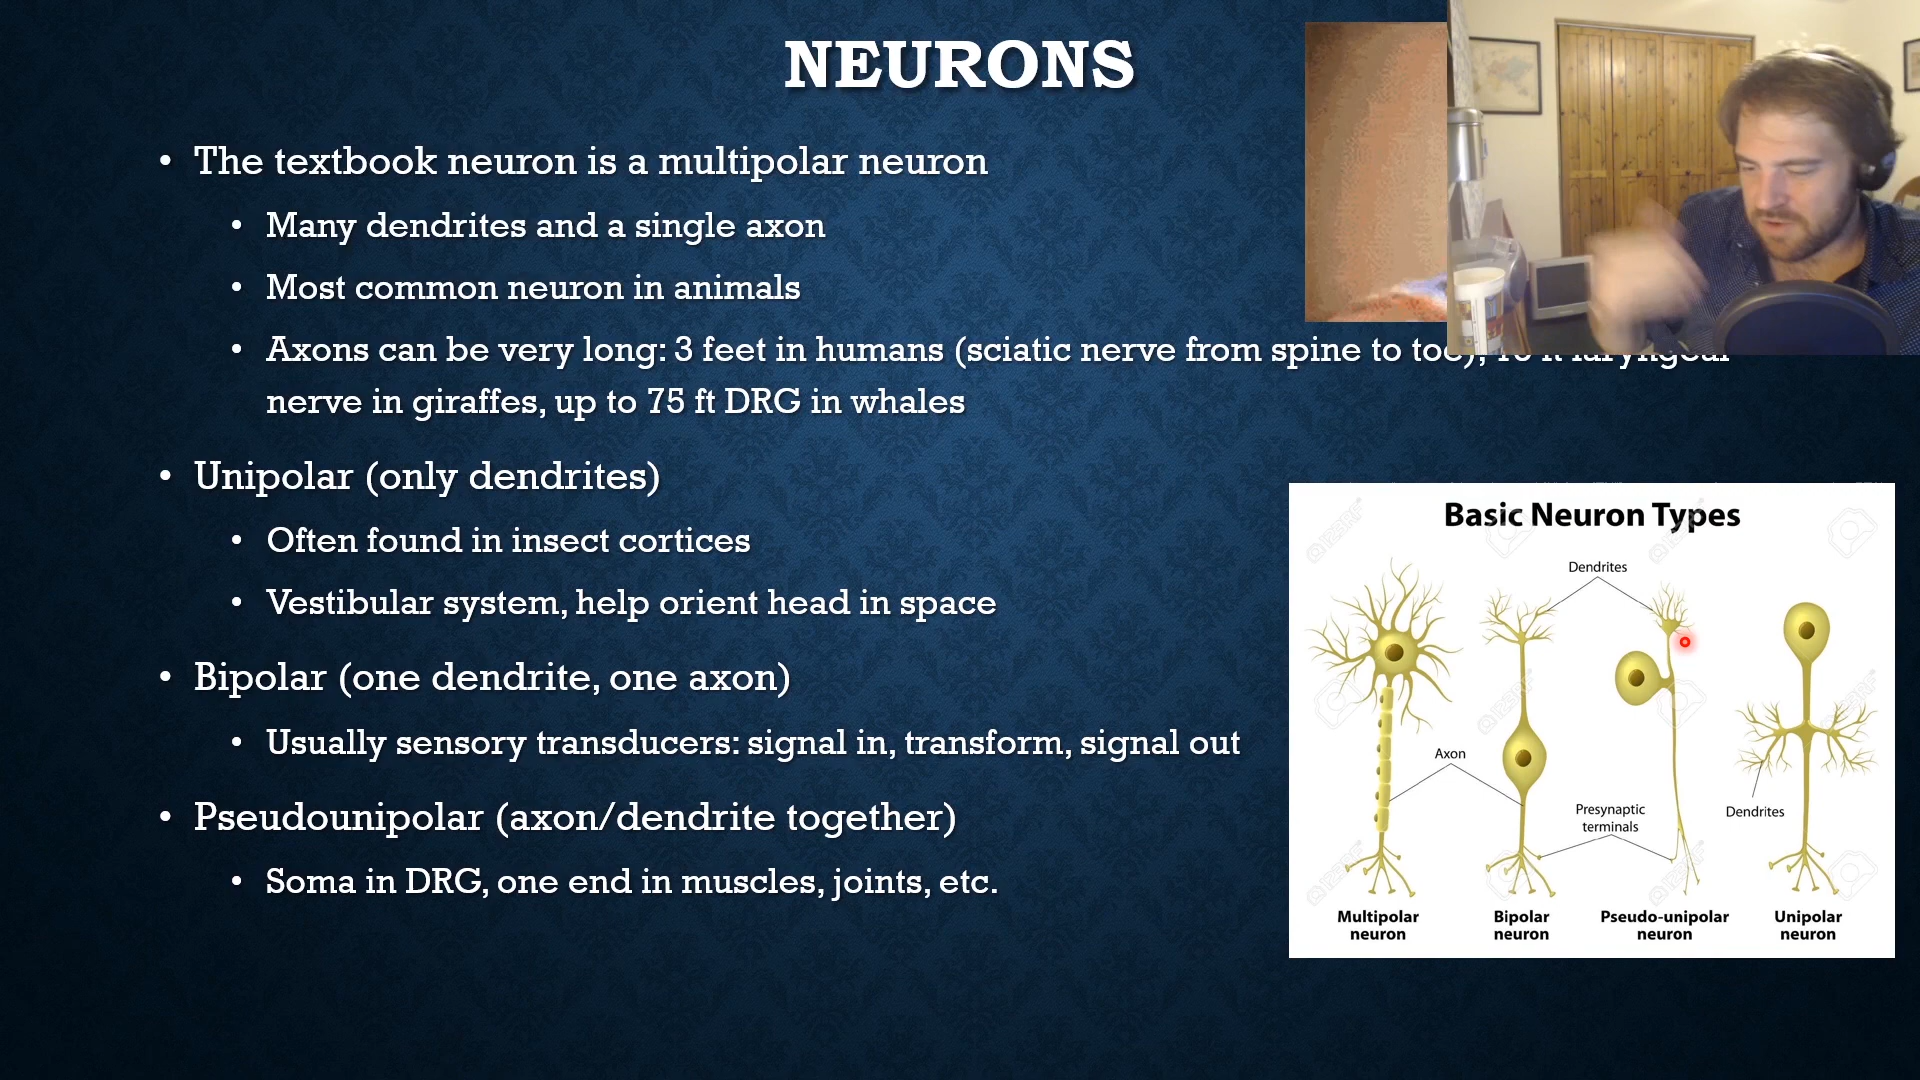 NEURONS
• The textbook neuron is a multipolar neuron
• Many dendrites and a single axon
• Most common neuron in animals
• Axons can be very long: 3 feet in humans (sciatic nerve from spine to toe), 10 ft laryngeal
nerve in giraffes, up to 75 ft DRG in whales
• Unipolar (only dendrites)
• Often found in insect cortices
• Vestibular system, help orient head in space
• Bipolar (one dendrite, one axon)
• Usually sensory transducers: signal in, transform, signal out
• Pseudounipolar (axon/dendrite together)
• Soma in DRG, one end in muscles, joints, etc.
Basic Neuron Types
Dendrites
Axon
Presynaptic
terminals
Dendrites
Multipolar
neuron
Bipolar
neuron
Pseudo-unipolar
neuron
Unipolar
neuron
123RF